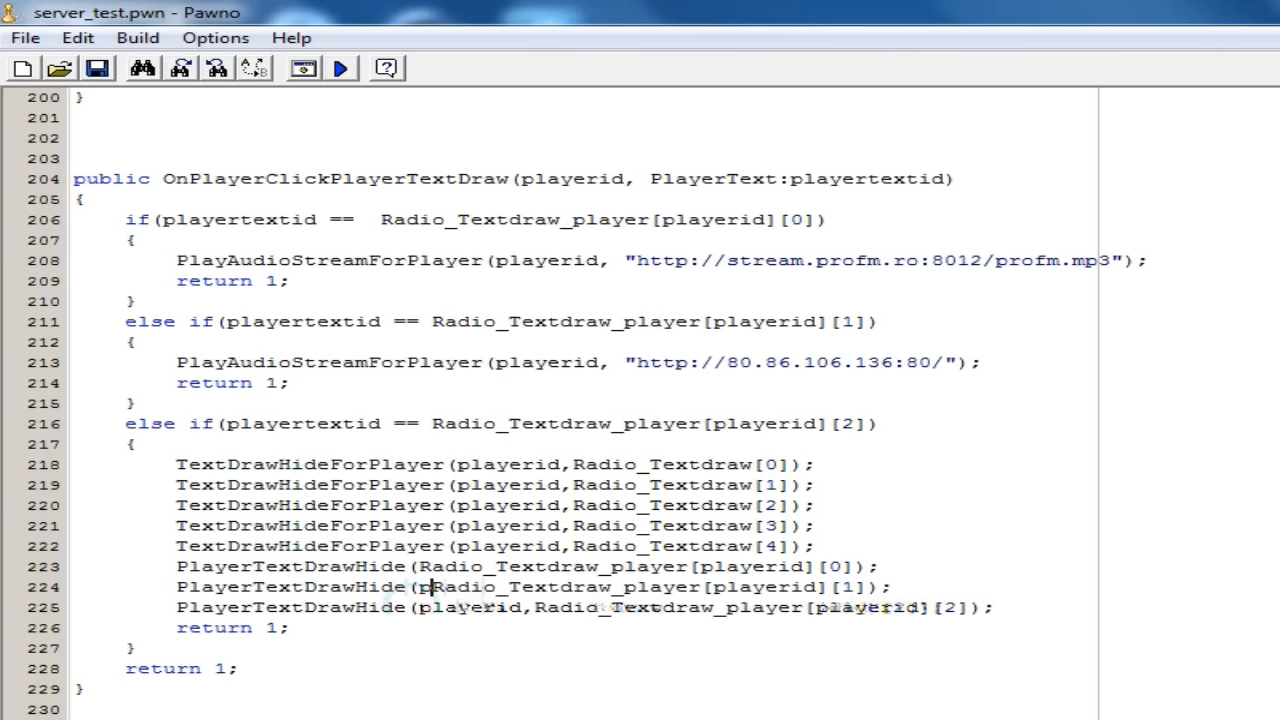 server_test.pwn - Pawno
File Edit Build Options Help
200 }
201
202
203
204 public OnPlayerClickPlayerTextDraw(playerid, PlayerText:playertextid)
205 {
206 if(playertextid ==  Radio_Textdraw_player[playerid][0])
207 {
208 PlayAudioStreamForPlayer(playerid, "http://stream.profm.ro:8012/profm.mp3");
209 return 1;
210 }
211 else if(playertextid == Radio_Textdraw_player[playerid][1])
212 {
213 PlayAudioStreamForPlayer(playerid, "http://80.86.106.136:80/");
214 return 1;
215 }
216 else if(playertextid == Radio_Textdraw_player[playerid][2])
217 {
218 TextDrawHideForPlayer(playerid,Radio_Textdraw[0]);
219 TextDrawHideForPlayer(playerid,Radio_Textdraw[1]);
220 TextDrawHideForPlayer(playerid,Radio_Textdraw[2]);
221 TextDrawHideForPlayer(playerid,Radio_Textdraw[3]);
222 TextDrawHideForPlayer(playerid,Radio_Textdraw[4]);
223 PlayerTextDrawHide(Radio_Textdraw_player[playerid][0]);
224 PlayerTextDrawHide(pRadio_Textdraw_player[playerid][1]);
225 PlayerTextDrawHide(playerid,Radio_Textdraw_player[playerid][2]);
226 return 1;
227 }
228 return 1;
229 }
230